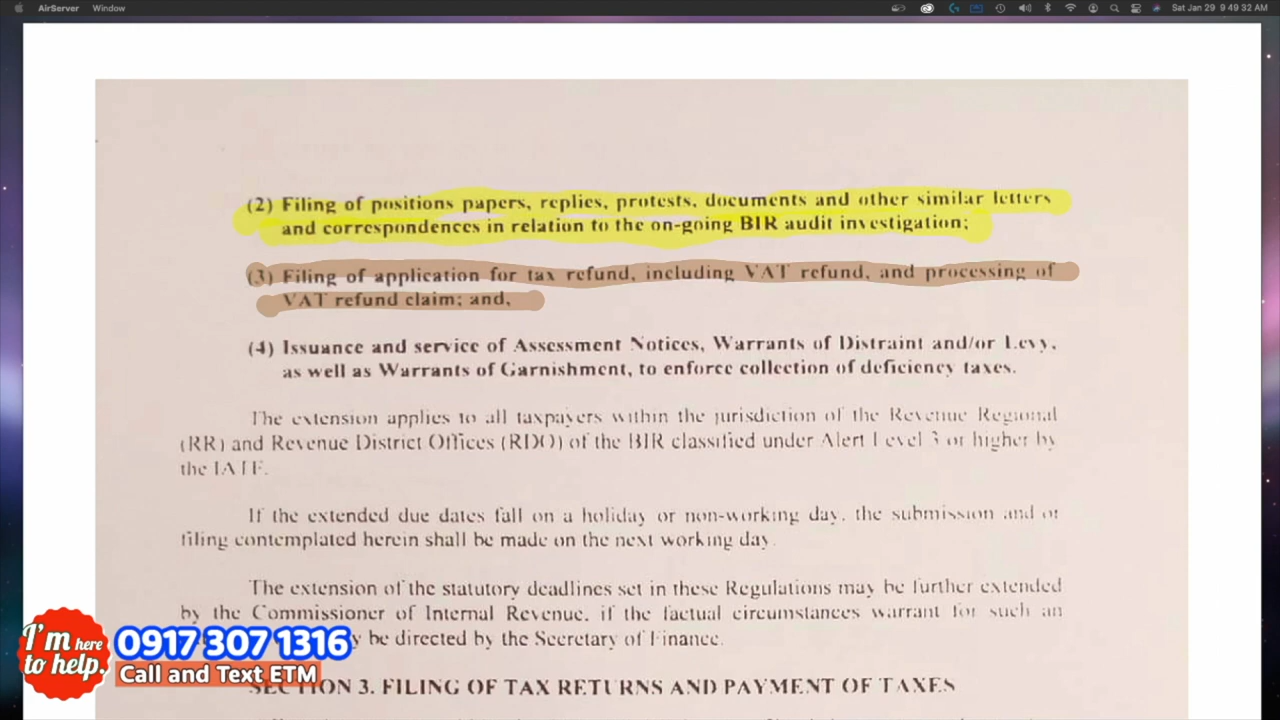 AirServer Window Sat Jan 29 9 49 32 AM
(2) Filing of positions papers, replies, protests, documents and other similar letters
and correspondences in relation to the on-going BIR audit investigation;
(3) Filing of application for tax refund, including VAT refund, and processing of
VAT refund claim; and,
(4) Issuance and service of Assessment Notices, Warrants of Distraint and/or Levy,
as well as Warrants of Garnishment, to enforce collection of deficiency taxes.
The extension applies to all taxpayers within the jurisdiction of the Revenue Regional
(RR) and Revenue District Offices (RDO) of the BIR classified under Alert Level 3 or higher by
the IATF.
If the extended due dates fall on a holiday or non-working day, the submission and or
filing contemplated herein shall be made on the next working day.
The extension of the statutory deadlines set in these Regulations may be further extended
by the Commissioner of Internal Revenue, if the factual circumstances warrant for such an
y be directed by the Secretary of Finance.
SECTION 3. FILING OF TAX RETURNS AND PAYMENT OF TAXES
I'm here
to help.
0917 307 1316
Call and Text ETM